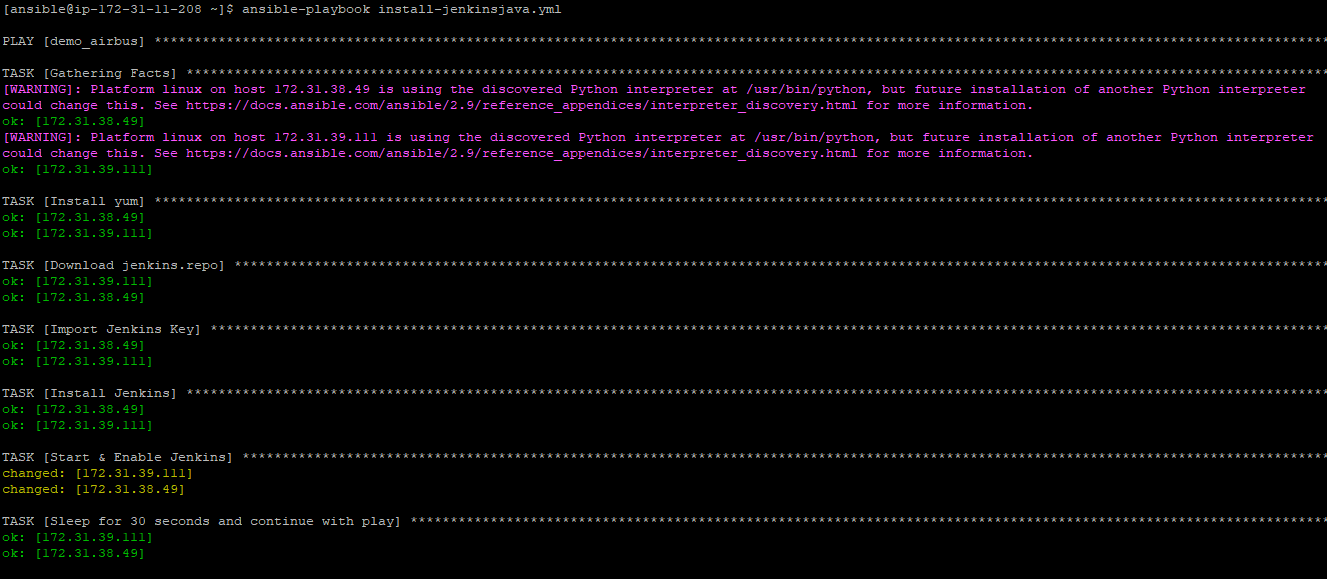 [ansible@ip-172-31-11-208 ~]$ ansible-playbook install-jenkinsjava.yml
PLAY [demo_airbus] ***************************************************************************************************************************************************
TASK [Gathering Facts] ***********************************************************************************************************************************************
[WARNING]: Platform linux on host 172.31.38.49 is using the discovered Python interpreter at /usr/bin/python, but future installation of another Python interpreter
could change this. See https://docs.ansible.com/ansible/2.9/reference_appendices/interpreter_discovery.html for more information.
ok: [172.31.38.49]
[WARNING]: Platform linux on host 172.31.39.111 is using the discovered Python interpreter at /usr/bin/python, but future installation of another Python interpreter
could change this. See https://docs.ansible.com/ansible/2.9/reference_appendices/interpreter_discovery.html for more information.
ok: [172.31.39.111]
TASK [Install yum] ***************************************************************************************************************************************************
ok: [172.31.38.49]
ok: [172.31.39.111]
TASK [Download jenkins.repo] *****************************************************************************************************************************************
ok: [172.31.39.111]
ok: [172.31.38.49]
TASK [Import Jenkins Key] ********************************************************************************************************************************************
ok: [172.31.38.49]
ok: [172.31.39.111]
TASK [Install Jenkins] ***********************************************************************************************************************************************
ok: [172.31.38.49]
ok: [172.31.39.111]
TASK [Start & Enable Jenkins] ****************************************************************************************************************************************
changed: [172.31.39.111]
changed: [172.31.38.49]
TASK [Sleep for 30 seconds and continue with play] *******************************************************************************************************************
ok: [172.31.39.111]
ok: [172.31.38.49]